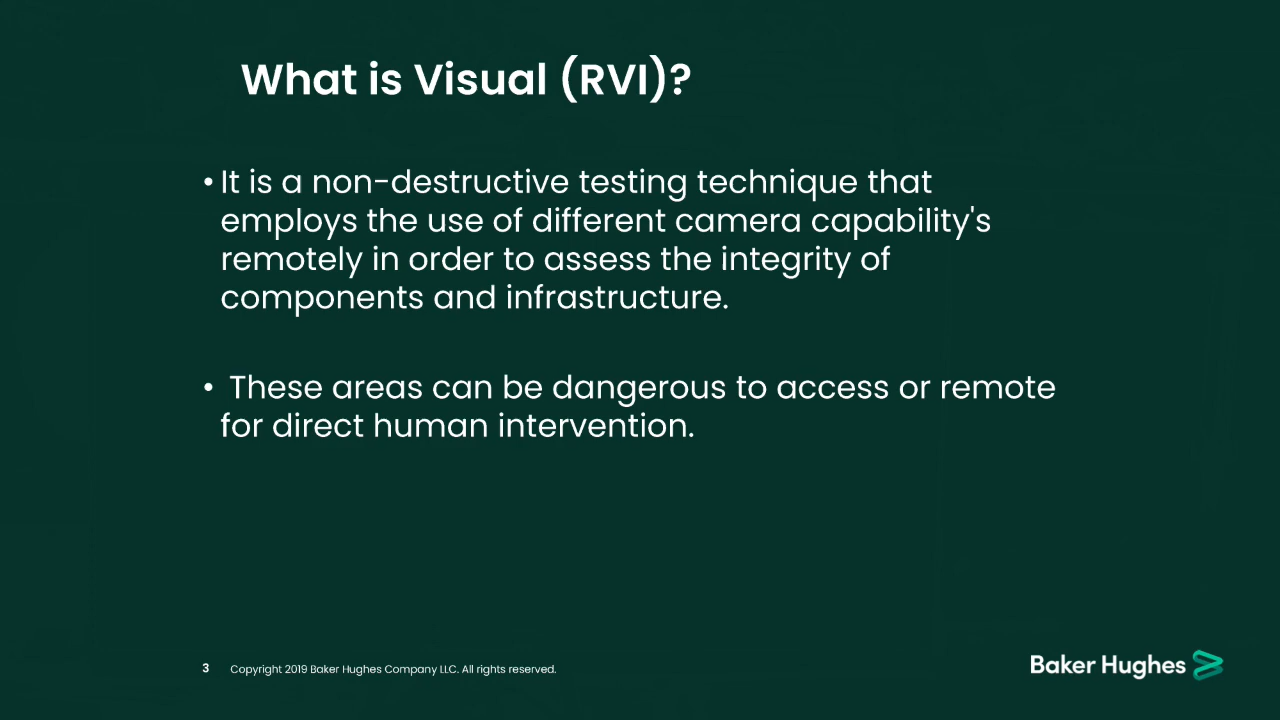 What is Visual (RVI)?
• It is a non-destructive testing technique that
employs the use of different camera capability's
remotely in order to assess the integrity of
components and infrastructure.
• These areas can be dangerous to access or remote
for direct human intervention.
3 Copyright 2019 Baker Hughes Company LLC. All rights reserved.
Baker Hughes